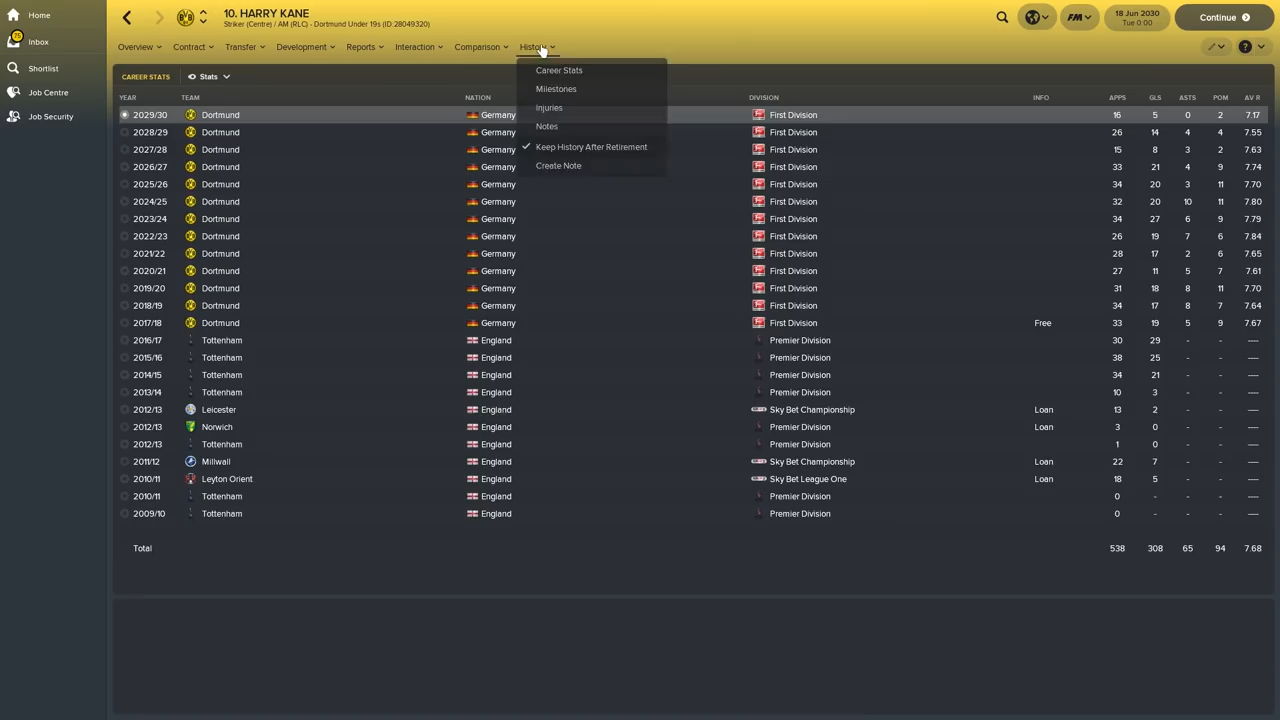 Home
75
Inbox
Shortlist
Job Centre
Job Security
10. HARRY KANE
Striker (Centre) / AM (RLC) - Dortmund Under 19s (ID:28049320)
FM
18 Jun 2030
Tue 0:00
Continue
Overview Contract Transfer Development Reports Interaction Comparison History
?
CAREER STATS Stats
Career Stats
Milestones
Injuries
Notes
Keep History After Retirement
Create Note
YEAR TEAM NATION DIVISION INFO APPS GLS ASTS POM AV R
2029/30 Dortmund Germany First Division 16 5 0 2 7.17
2028/29 Dortmund Germany First Division 26 14 4 4 7.55
2027/28 Dortmund Germany First Division 15 8 3 2 7.63
2026/27 Dortmund Germany First Division 33 21 4 9 7.74
2025/26 Dortmund Germany First Division 34 20 3 11 7.70
2024/25 Dortmund Germany First Division 32 20 10 11 7.80
2023/24 Dortmund Germany First Division 34 27 6 9 7.79
2022/23 Dortmund Germany First Division 26 19 7 6 7.84
2021/22 Dortmund Germany First Division 28 17 2 6 7.65
2020/21 Dortmund Germany First Division 27 11 5 7 7.61
2019/20 Dortmund Germany First Division 31 18 8 11 7.70
2018/19 Dortmund Germany First Division 34 17 8 7 7.64
2017/18 Dortmund Germany First Division Free 33 19 5 9 7.67
2016/17 Tottenham England Premier Division 30 29 - - ----
2015/16 Tottenham England Premier Division 38 25 - - ----
2014/15 Tottenham England Premier Division 34 21 - - ----
2013/14 Tottenham England Premier Division 10 3 - - ----
2012/13 Leicester England Sky Bet Championship Loan 13 2 - - ----
2012/13 Norwich England Premier Division Loan 3 0 - - ----
2012/13 Tottenham England Premier Division 1 0 - - ----
2011/12 Millwall England Sky Bet Championship Loan 22 7 - - ----
2010/11 Leyton Orient England Sky Bet League One Loan 18 5 - - ----
2010/11 Tottenham England Premier Division 0 - - - ----
2009/10 Tottenham England Premier Division 0 - - - ----
Total 538 308 65 94 7.68